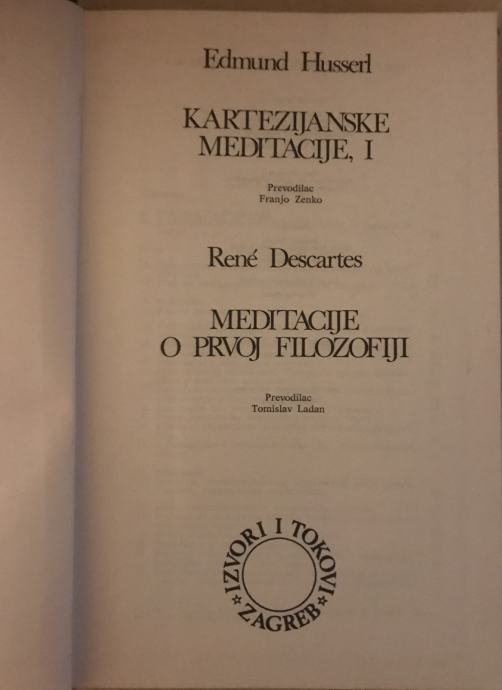 Edmund Husserl
KARTEZIJANSKE
MEDITACIJE, I
Prevodilac
Franjo Zenko
René Descartes
MEDITACIJE
O PRVOJ FILOZOFIJI
Prevodilac
Tomislav Ladan
IZVORI I TOKOVI
★ ZAGREB ★